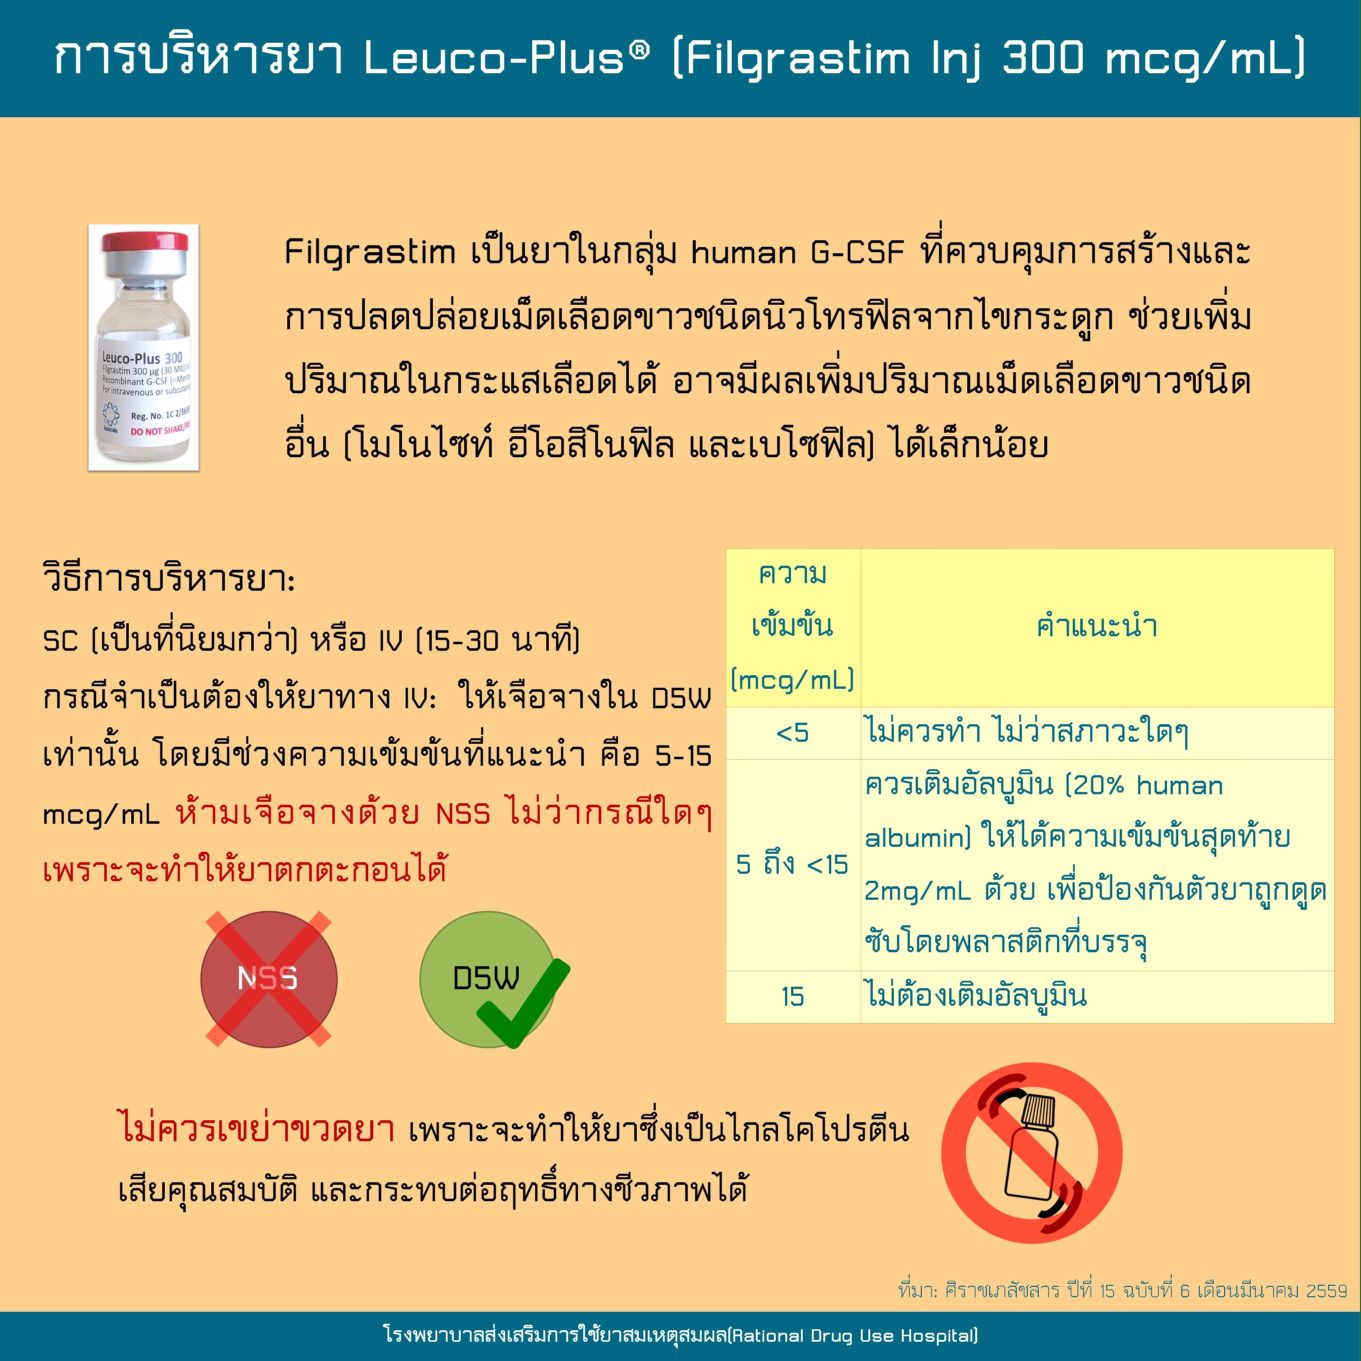 การบริหารยา Leuco-Plus® (Filgrastim Inj 300 mcg/mL)
Filgrastim เป็นยาในกลุ่ม human G-CSF ที่ควบคุมการสร้างและ
การปลดปล่อยเม็ดเลือดขาวชนิดนิวโทรฟิลจากไขกระดูก ช่วยเพิ่ม
ปริมาณในกระแสเลือดได้ อาจมีผลเพิ่มปริมาณเม็ดเลือดขาวชนิด
อื่น (โมโนไซท์ อีโอสิโนฟิล และเบโซฟิล) ได้เล็กน้อย
Leuco-Plus 300
Filgrastim 300 µg (30 MIU)
Recombinant G-CSF
For intravenous or
Reg. No. 1C
DO NOT SHAKE
วิธีการบริหารยา:
SC (เป็นที่นิยมกว่า) หรือ IV (15-30 นาที)
กรณีจำเป็นต้องให้ยาทาง IV: ให้เจือจางใน D5W
เท่านั้น โดยมีช่วงความเข้มข้นที่แนะนำ คือ 5-15
mcg/mL ห้ามเจือจางด้วย NSS ไม่ว่ากรณีใดๆ
เพราะจะทำให้ยาตกตะกอนได้
NSS
D5W
ความ
เข้มข้น
(mcg/mL)
คำแนะนำ
<5
ไม่ควรทำ ไม่ว่าสภาวะใดๆ
5 ถึง <15
ควรเติมอัลบูมิน (20% human
albumin) ให้ได้ความเข้มข้นสุดท้าย
2mg/mL ด้วย เพื่อป้องกันตัวยาถูกดูด
ซับโดยพลาสติกที่บรรจุ
15
ไม่ต้องเติมอัลบูมิน
ไม่ควรเขย่าขวดยา เพราะจะทำให้ยาซึ่งเป็นไกลโคโปรตีน
เสียคุณสมบัติ และกระทบต่อฤทธิ์ทางชีวภาพได้
ที่มา: ศิราชเภสัชสาร ปีที่ 15 ฉบับที่ 6 เดือนมีนาคม 2559
โรงพยาบาลส่งเสริมการใช้ยาสมเหตุสมผล(Rational Drug Use Hospital)